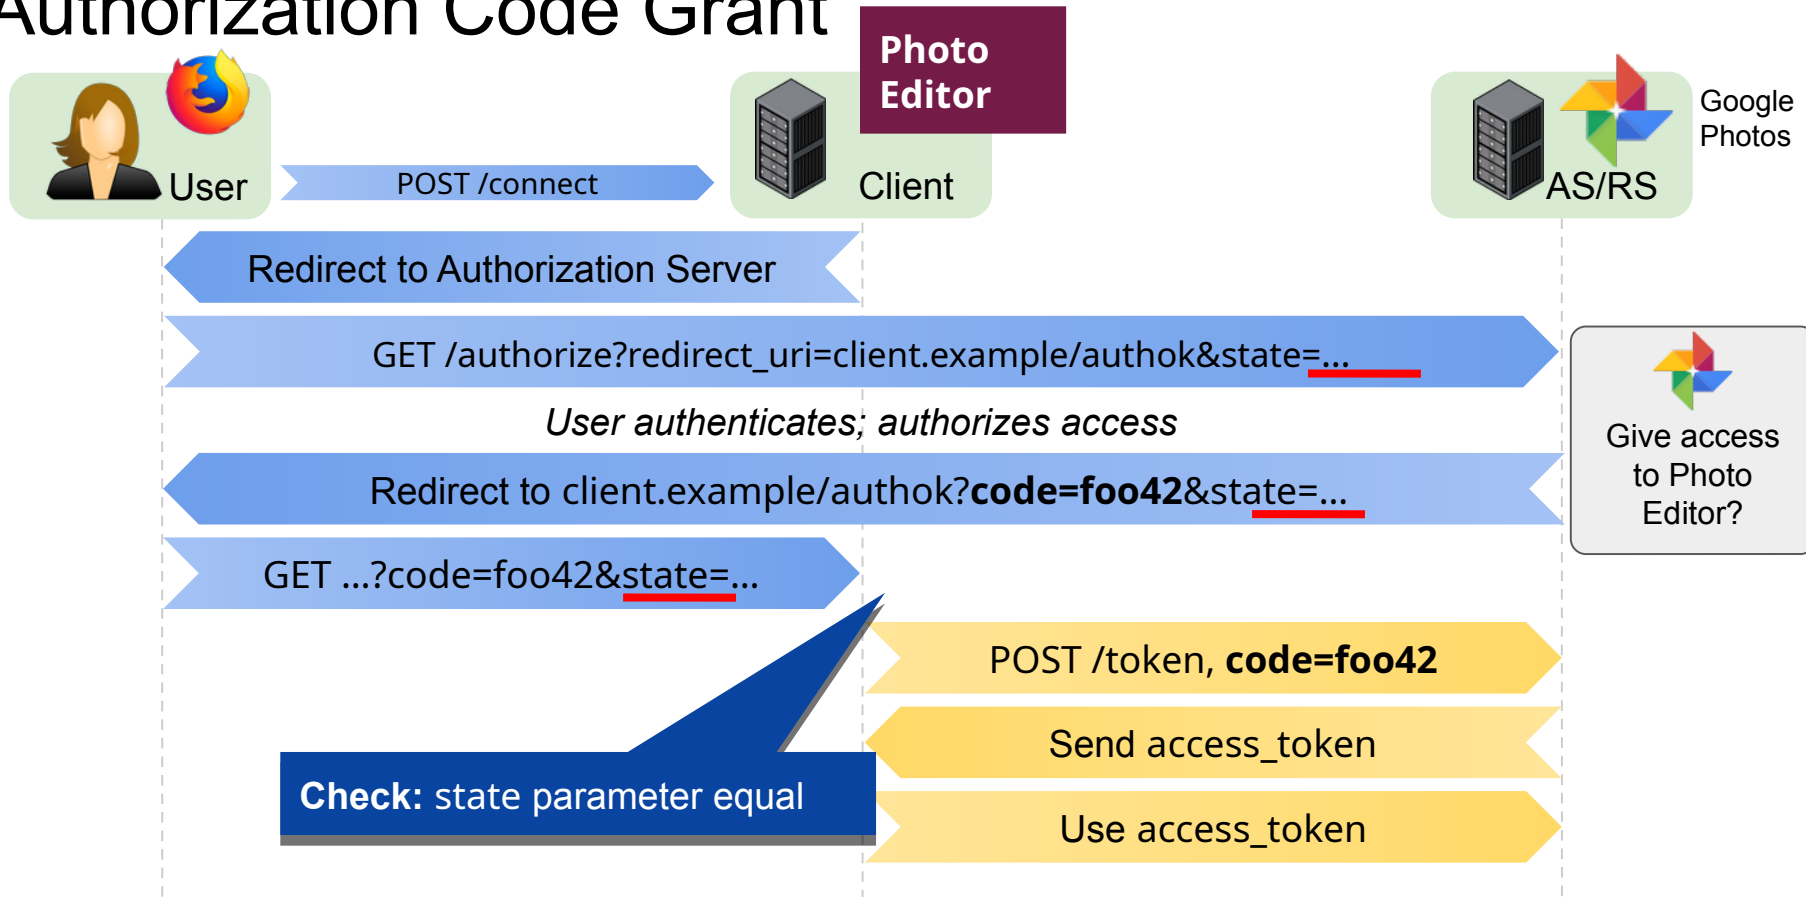 Authorization Code Grant
Photo
Editor
Google
Photos
User
POST /connect
Client
AS/RS
Redirect to Authorization Server
GET /authorize?redirect_uri=client.example/authok&state=...
User authenticates; authorizes access
Give access
to Photo
Editor?
Redirect to client.example/authok?code=foo42&state=...
GET ...?code=foo42&state=...
POST /token, code=foo42
Send access_token
Check: state parameter equal
Use access_token